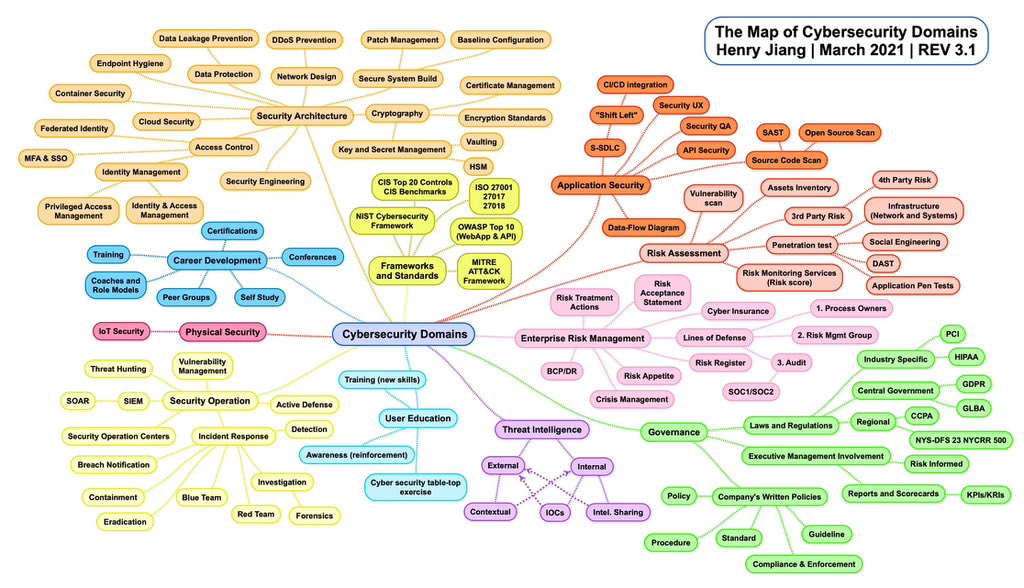 The Map of Cybersecurity Domains
Henry Jiang | March 2021 | REV 3.1
Data Leakage Prevention
DDoS Prevention
Patch Management
Baseline Configuration
Endpoint Hygiene
Data Protection
Network Design
Secure System Build
Container Security
Security Architecture
Cryptography
Certificate Management
Encryption Standards
Cloud Security
Federated Identity
Access Control
Key and Secret Management
Vaulting
HSM
MFA & SSO
Identity Management
Security Engineering
Privileged Access
Management
Identity & Access
Management
CI/CD integration
"Shift Left"
Security UX
S-SDLC
Security QA
API Security
SAST
Open Source Scan
Source Code Scan
Application Security
Data-Flow Diagram
CIS Top 20 Controls
CIS Benchmarks
ISO 27001
27017
27018
NIST Cybersecurity
Framework
OWASP Top 10
(WebApp & API)
Frameworks
and Standards
MITRE
ATT&CK
Framework
Vulnerability
scan
Assets Inventory
4th Party Risk
3rd Party Risk
Infrastructure
(Network and Systems)
Risk Assessment
Penetration test
Social Engineering
DAST
Risk Monitoring Services
(Risk score)
Application Pen Tests
Certifications
Training
Career Development
Conferences
Coaches and
Role Models
Peer Groups
Self Study
IoT Security
Physical Security
Cybersecurity Domains
Risk Treatment
Actions
Risk
Acceptance
Statement
Cyber Insurance
1. Process Owners
Enterprise Risk Management
Lines of Defense
2. Risk Mgmt Group
BCP/DR
Risk Appetite
Risk Register
3. Audit
Crisis Management
SOC1/SOC2
Threat Hunting
Vulnerability
Management
SOAR
SIEM
Security Operation
Active Defense
Security Operation Centers
Incident Response
Detection
Breach Notification
Investigation
Containment
Blue Team
Eradication
Red Team
Forensics
Training (new skills)
User Education
Awareness (reinforcement)
Cyber security table-top
exercise
Threat Intelligence
External
Internal
Contextual
IOCs
Intel. Sharing
Governance
PCI
Industry Specific
HIPAA
Central Government
GDPR
GLBA
Laws and Regulations
Regional
CCPA
NYS-DFS 23 NYCRR 500
Executive Management Involvement
Risk Informed
Reports and Scorecards
KPIs/KRIs
Policy
Company's Written Policies
Procedure
Standard
Guideline
Compliance & Enforcement